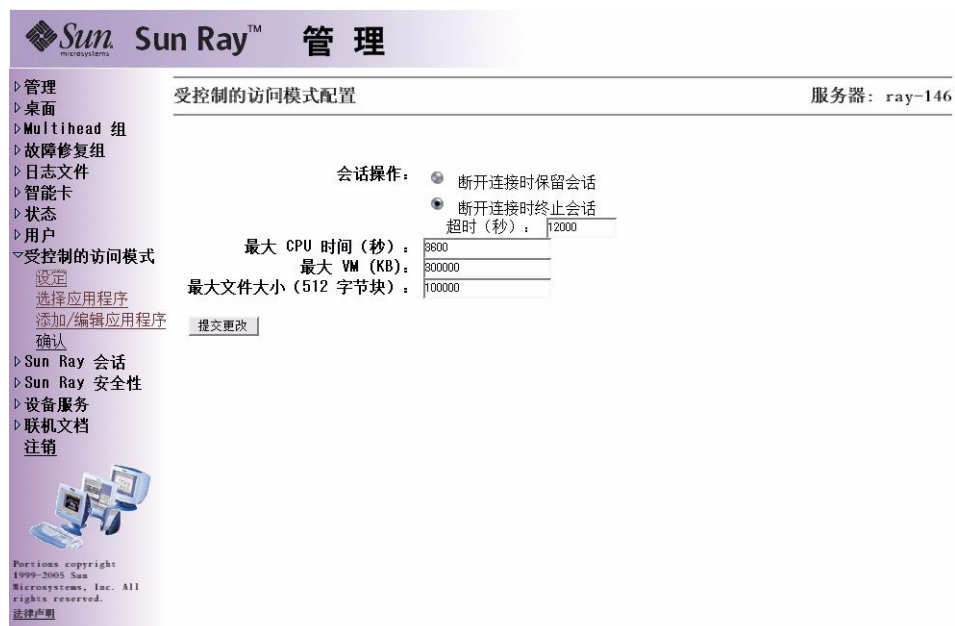 Sun microsystems Sun Ray™ 管 理
管理
桌面
Multihead 组
故障修复组
日志文件
智能卡
状态
用户
受控制的访问模式
设定
选择应用程序
添加/编辑应用程序
确认
Sun Ray 会话
Sun Ray 安全性
设备服务
联机文档
注销
Portions copyright
1999-2005 Sun
Microsystems, Inc. All
rights reserved.
法律声明
受控制的访问模式配置 服务器: ray-146
会话操作: 断开连接时保留会话
断开连接时终止会话
超时（秒）: 12000
最大 CPU 时间（秒）: 3600
最大 VM (KB): 800000
最大文件大小（512 字节块）: 100000
提交更改